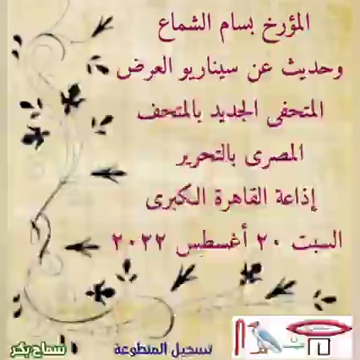 المؤرخ بسام الشماع
وحديث عن سيناريو العرض
المتحفى الجديد بالمتحف
المصرى بالتحرير
إذاعة القاهرة الكبرى
السبت ٢٠ أغسطس ٢٠٢٢
تسجيل المتطوعة
سماح بكر